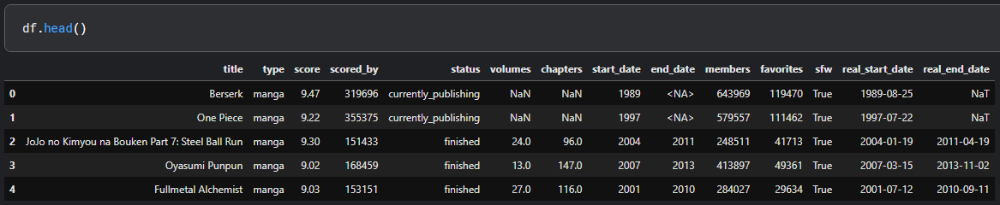 df.head()
title type score scored_by status volumes chapters start_date end_date members favorites sfw real_start_date real_end_date
0 Berserk manga 9.47 319696 currently_publishing NaN NaN 1989 <NA> 643969 119470 True 1989-08-25 NaT
1 One Piece manga 9.22 355375 currently_publishing NaN NaN 1997 <NA> 579557 111462 True 1997-07-22 NaT
2 JoJo no Kimyou na Bouken Part 7: Steel Ball Run manga 9.30 151433 finished 24.0 96.0 2004 2011 248511 41713 True 2004-01-19 2011-04-19
3 Oyasumi Punpun manga 9.02 168459 finished 13.0 147.0 2007 2013 413897 49361 True 2007-03-15 2013-11-02
4 Fullmetal Alchemist manga 9.03 153151 finished 27.0 116.0 2001 2010 284027 29634 True 2001-07-12 2010-09-11